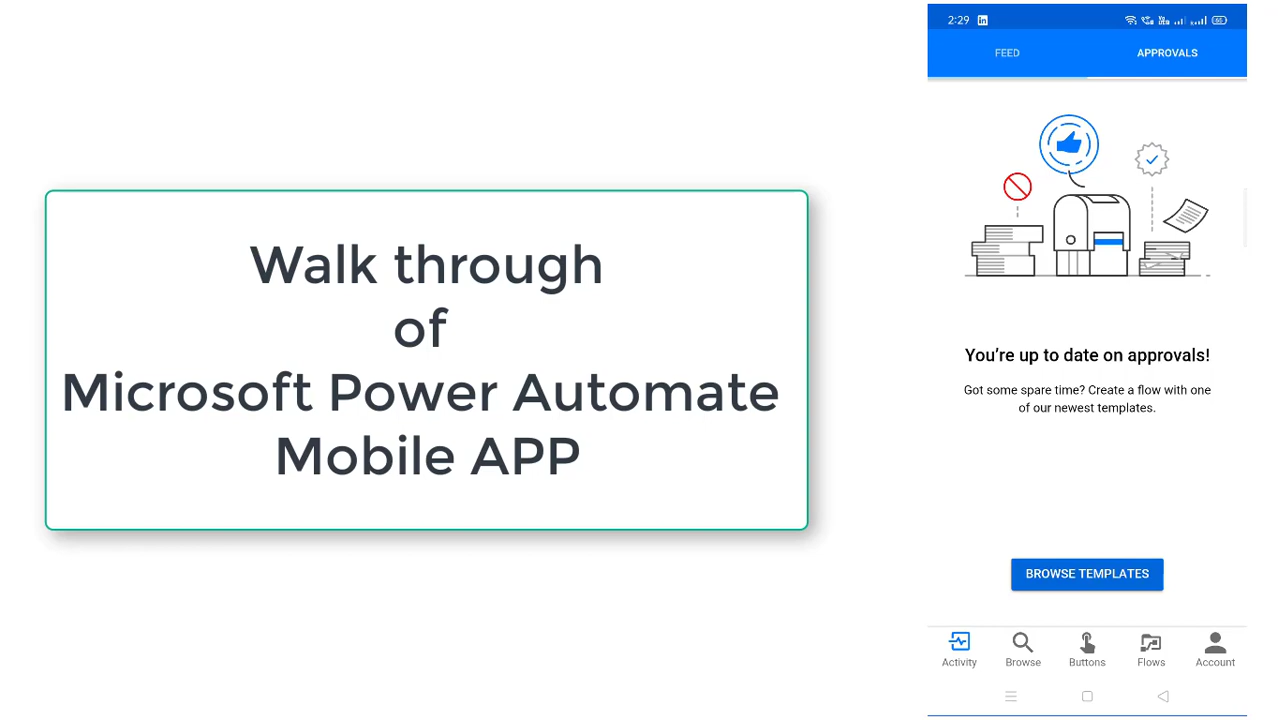 Walk through
of
Microsoft Power Automate
Mobile APP
2:29
FEED
APPROVALS
You’re up to date on approvals!
Got some spare time? Create a flow with one
of our newest templates.
BROWSE TEMPLATES
Activity
Browse
Buttons
Flows
Account